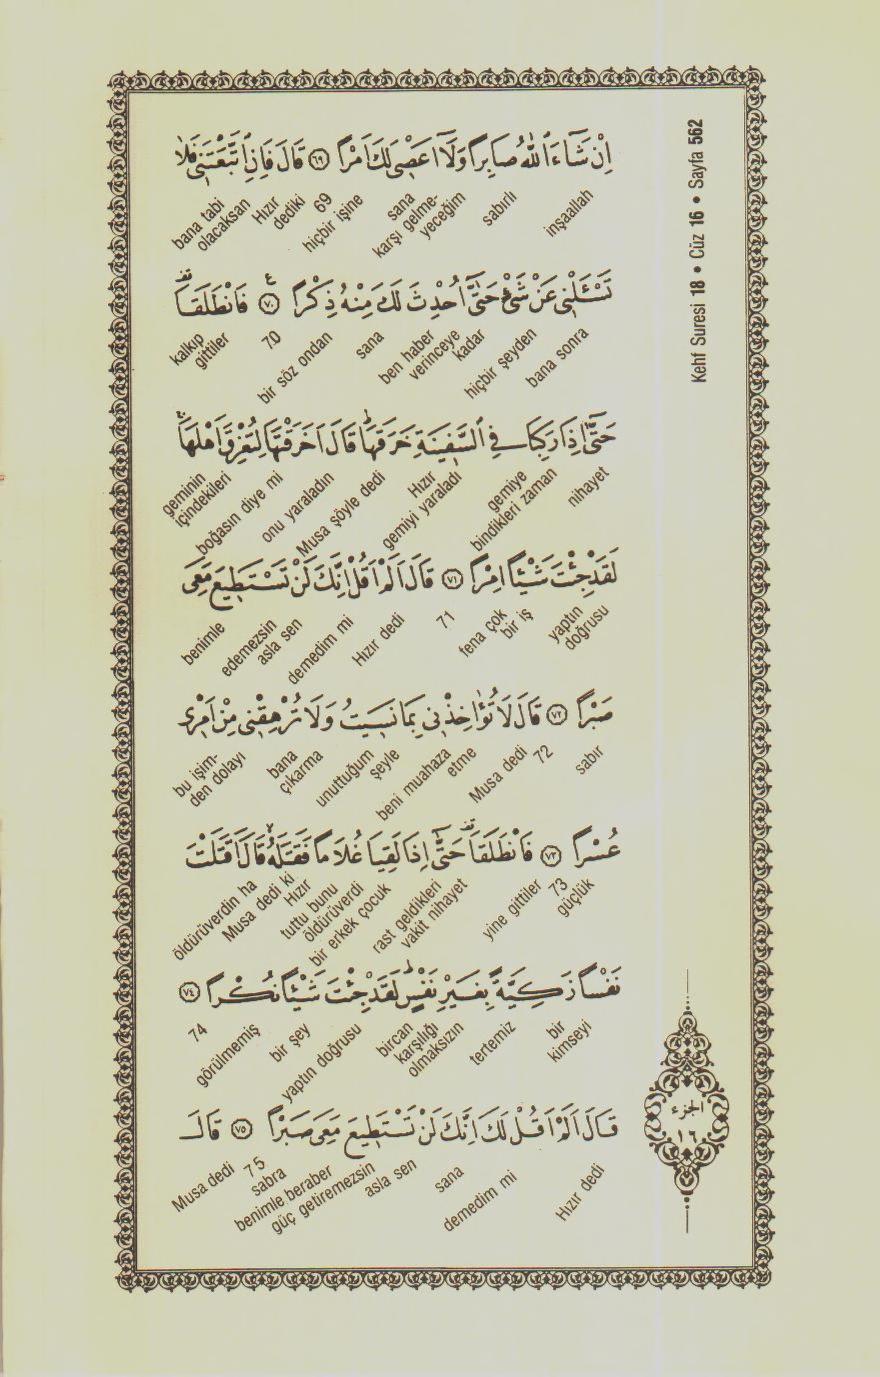 Kehf Suresi 18 • Cüz 16 • Sayfa 562
اِنْ شَٓاءَ ٱللّٰهُ صَابِرًا وَلَٓا اَعْصٖى لَكَ اَمْرًا ﴿٦٩﴾ قَالَ فَاِنِ ٱتَّبَعْتَنٖى فَلَا
inşaallah
sabırlı
sana karşı gelme-
yeceğim
hiçbir işine
69
Hızır
dediki
bana tabi
olacaksan
تَسْـَٔلْنٖى عَنْ شَىْءٍ حَتّٰٓى اُحْدِثَ لَكَ مِنْهُ ذِكْرًا ﴿٧٠﴾ فَانْطَلَقَا
bana sonra
hiçbir şeyden
kadar
verinceye
ben haber
sana
bir söz ondan
70
kalkıp
gittiler
حَتّٰٓى اِذَا رَكِبَا فِى ٱلسَّفٖينَةِ خَرَقَهَا قَالَ اَخَرَقْتَهَا لِتُغْرِقَ اَهْلَهَا
nihayet
gemiye
bindikleri zaman
Hızır
gemiyi yaraladı
Musa şöyle dedi
onu yaraladın
boğasın diye mi
geminin
içindekileri
لَقَدْ جِئْتَ شَيْـًٔا اِمْرًا ﴿٧١﴾ قَالَ اَلَمْ اَقُلْ اِنَّكَ لَنْ تَسْتَطٖيعَ مَعِىَ
yaptın
doğrusu
fena çok
bir iş
71
Hızır dedi
demedim mi
edemezsin
asla sen
benimle
صَبْرًا ﴿٧٢﴾ قَالَ لَا تُؤَاخِذْنٖى بِمَا نَسٖيتُ وَلَا تُرْهِقْنٖى مِنْ اَمْرٖى
sabır
72
Musa dedi
beni muahaza
etme
unuttuğum
şeyle
bana
çıkarma
bu işim-
den dolayı
عُسْرًا ﴿٧٣﴾ فَانْطَلَقَا حَتّٰٓى اِذَا لَقِيَا غُلَامًا فَقَتَلَهُ قَالَ اَقَتَلْتَ
güçlük
73
yine gittiler
rast geldikleri
vakit nihayet
bir erkek çocuk
tuttu bunu
öldürüverdi
Hızır
Musa dedi ki
öldürüverdin ha
نَفْسًا زَكِيَّةً بِغَيْرِ نَفْسٍ لَقَدْ جِئْتَ شَيْـًٔا نُكْرًا ﴿٧٤﴾
bir
kimseyi
tertemiz
bircan
karşılığı
olmaksızın
yaptın doğrusu
bir şey
görülmemiş
74
قَالَ اَلَمْ اَقُلْ لَكَ اِنَّكَ لَنْ تَسْتَطٖيعَ مَعِىَ صَبْرًا ﴿٧٥﴾ قَالَ
Hızır dedi
demedim mi
sana
asla sen
güç getiremezsin
benimle beraber
sabra
75
Musa dedi
الجزء
١٦